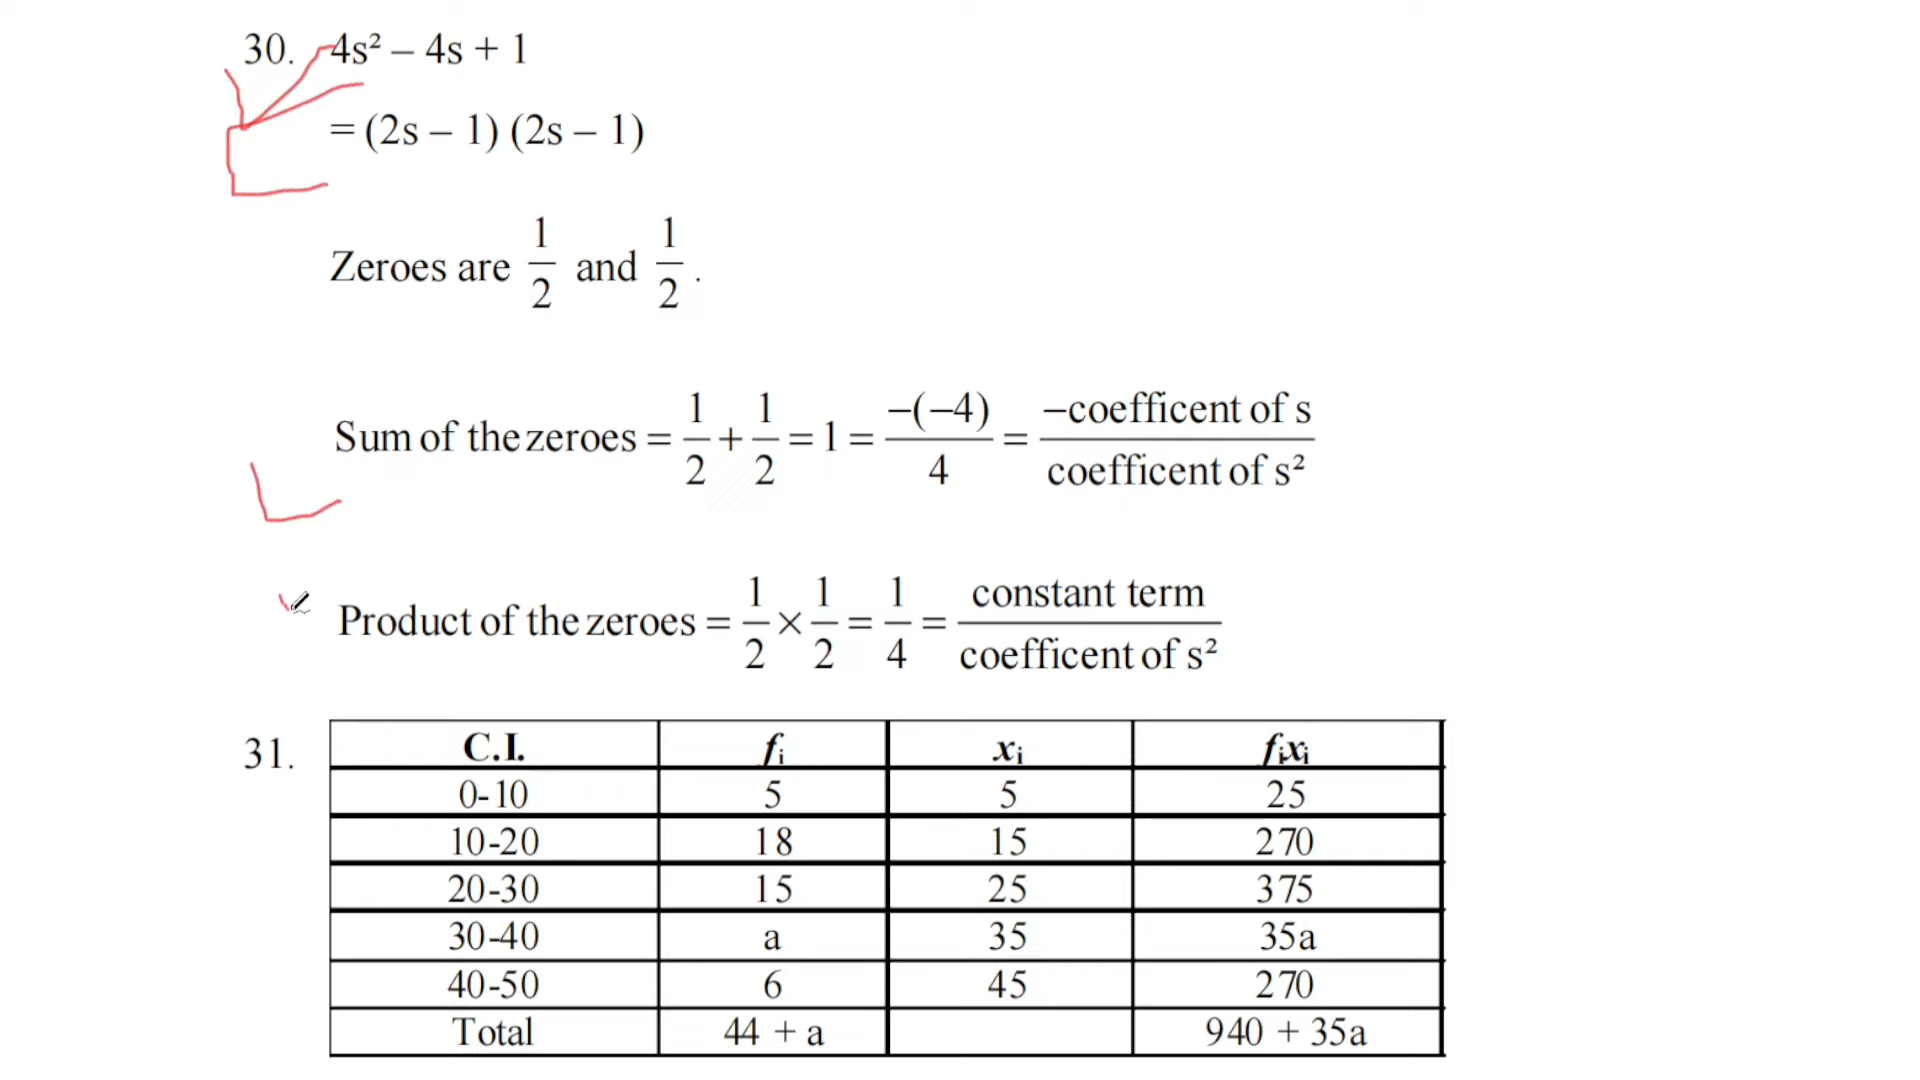 30. 4s² – 4s + 1
= (2s – 1) (2s – 1)
Zeroes are 1/2 and 1/2 .
Sum of the zeroes = 1/2 + 1/2 = 1 = –(–4)/4 = –coefficent of s/coefficent of s²
Product of the zeroes = 1/2 × 1/2 = 1/4 = constant term/coefficent of s²
31. C.I. fi xi fixi
0-10 5 5 25
10-20 18 15 270
20-30 15 25 375
30-40 a 35 35a
40-50 6 45 270
Total 44 + a 940 + 35a